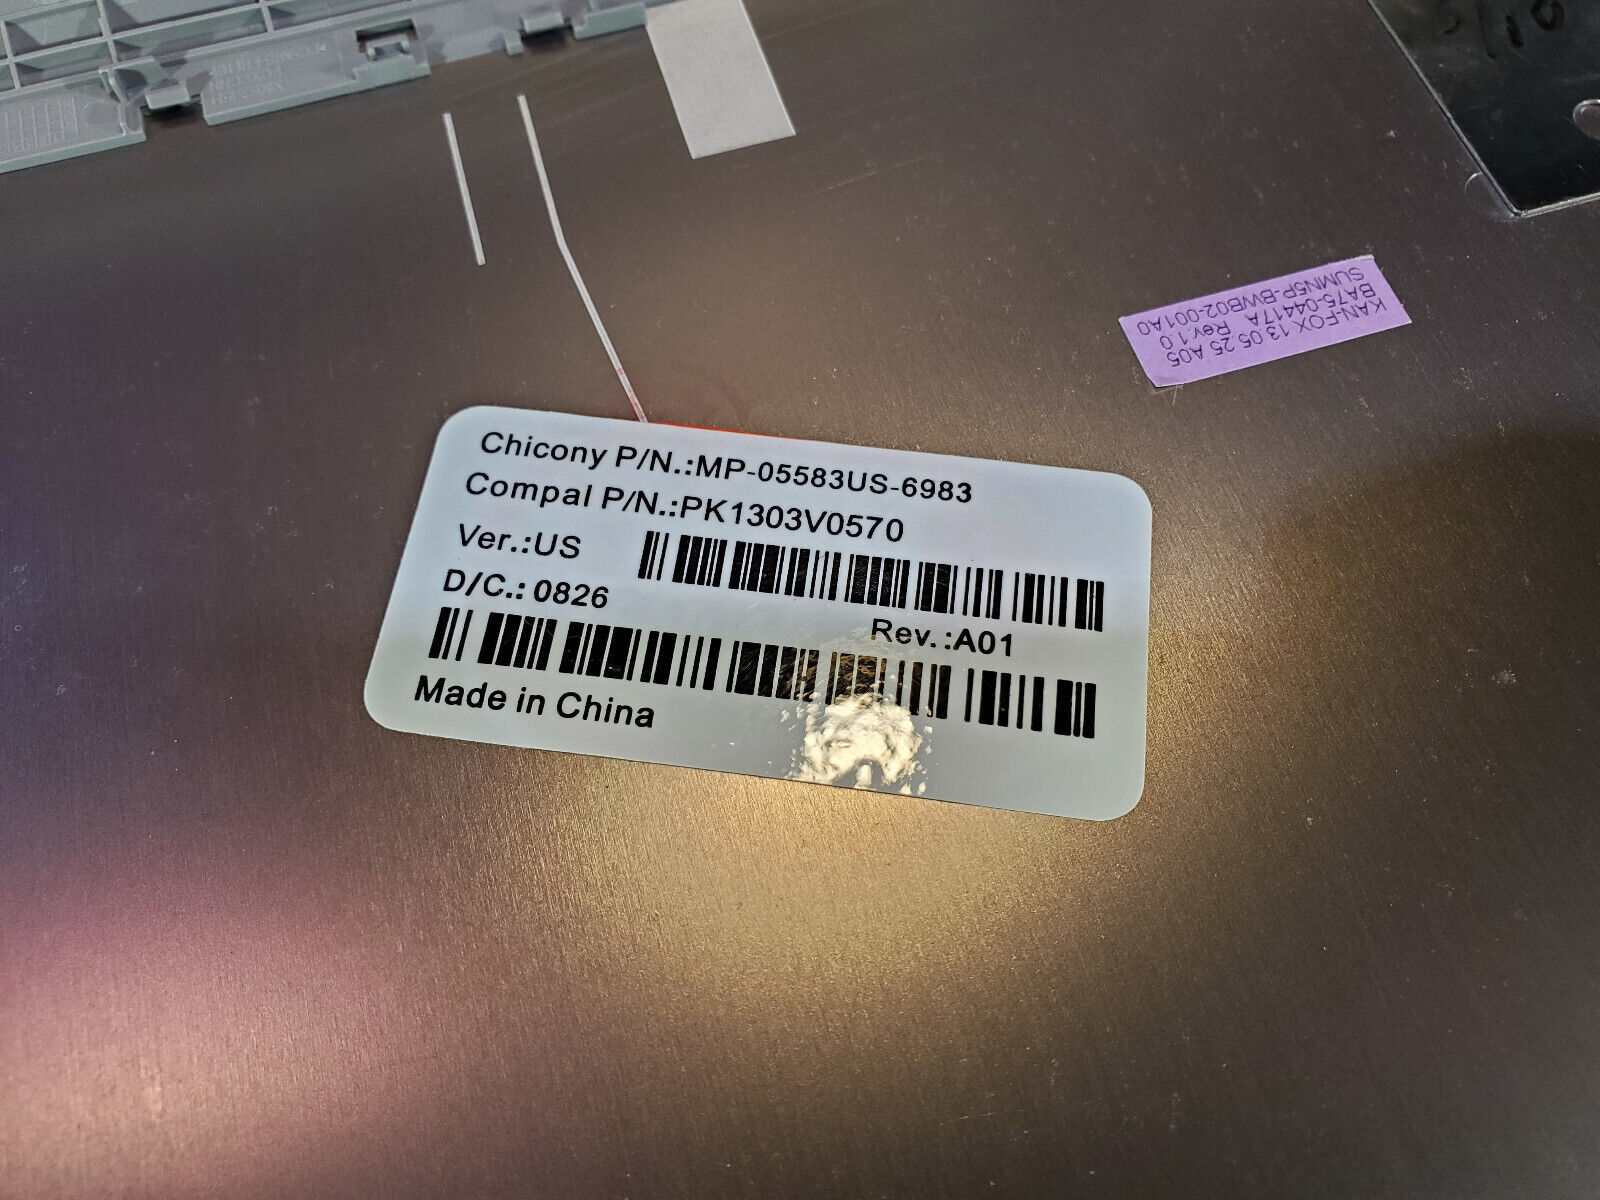 Chicony P/N.:MP-05583US-6983
Compal P/N.:PK1303V0570
Ver.:US
D/C.: 0826
Rev.:A01
Made in China
KAN-FOX 13 05 25 A05
BA75-04417A Rev 1.0
SUMN5P-BWB02-001A0